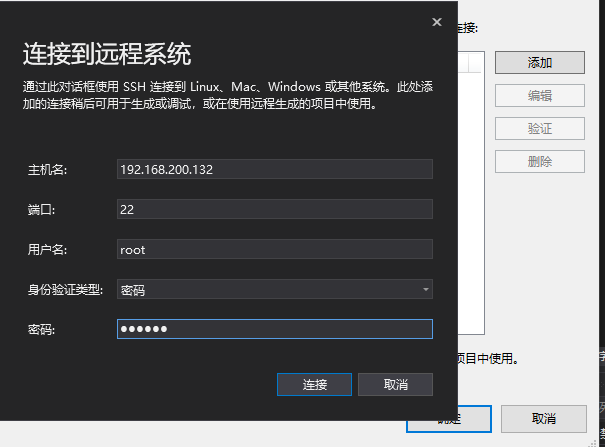 连接:
连接到远程系统
通过此对话框使用 SSH 连接到 Linux、Mac、Windows 或其他系统。此处添
加的连接稍后可用于生成或调试，或在使用远程生成的项目中使用。
添加
编辑
验证
删除
主机名:
192.168.200.132
端口:
22
用户名:
root
身份验证类型:
密码
密码:
●●●●●●
项目中使用。
连接
取消
确定
取消